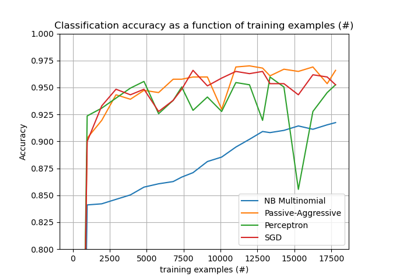 Classification accuracy as a function of training examples (#)
1.000
0.975
0.950
0.925
0.900
0.875
0.850
0.825
0.800
Accuracy
0
2500
5000
7500
10000
12500
15000
17500
training examples (#)
NB Multinomial
Passive-Aggressive
Perceptron
SGD